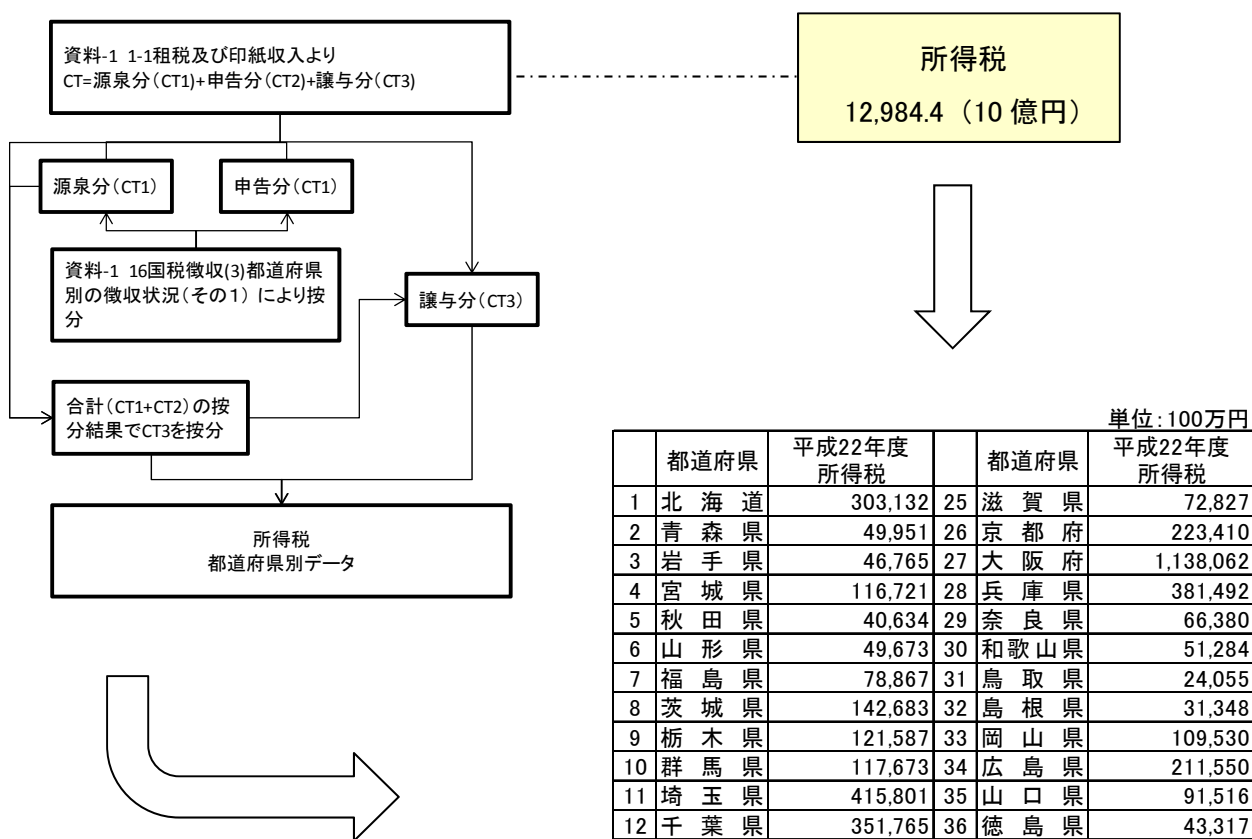 資料-1 1-1租税及び印紙収入より
CT=源泉分(CT1)+申告分(CT2)+譲与分(CT3)
所得税
12,984.4（10 億円）
源泉分(CT1)
申告分(CT1)
資料-1 16国税徴収(3)都道府県
別の徴収状況(その1) により按
分
譲与分(CT3)
合計(CT1+CT2)の按
分結果でCT3を按分
所得税
都道府県別データ
単位:100万円
都道府県 平成22年度 都道府県 平成22年度
所得税 所得税
1 北海道 303,132 25 滋賀県 72,827
2 青森県 49,951 26 京都府 223,410
3 岩手県 46,765 27 大阪府 1,138,062
4 宮城県 116,721 28 兵庫県 381,492
5 秋田県 40,634 29 奈良県 66,380
6 山形県 49,673 30 和歌山県 51,284
7 福島県 78,867 31 鳥取県 24,055
8 茨城県 142,683 32 島根県 31,348
9 栃木県 121,587 33 岡山県 109,530
10 群馬県 117,673 34 広島県 211,550
11 埼玉県 415,801 35 山口県 91,516
12 千葉県 351,765 36 徳島県 43,317